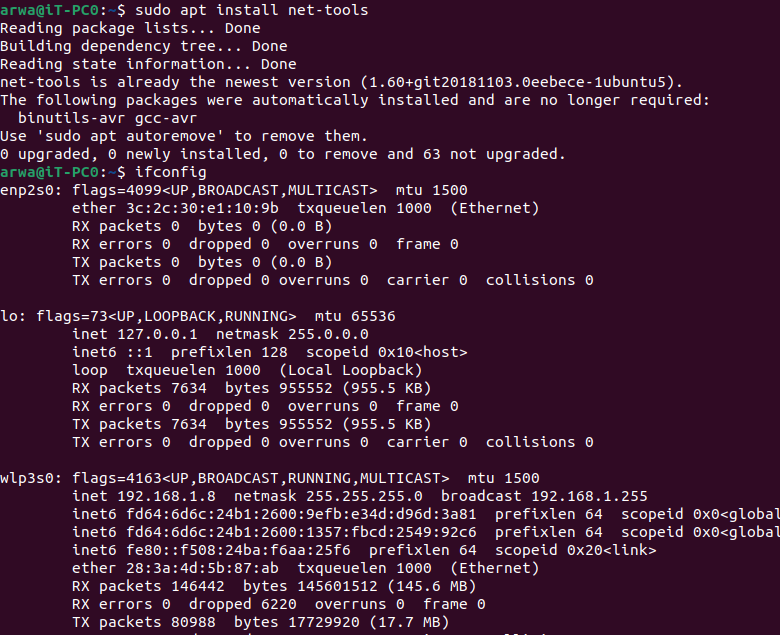 arwa@iT-PC0:~$ sudo apt install net-tools
Reading package lists... Done
Building dependency tree... Done
Reading state information... Done
net-tools is already the newest version (1.60+git20181103.0eebece-1ubuntu5).
The following packages were automatically installed and are no longer required:
  binutils-avr gcc-avr
Use 'sudo apt autoremove' to remove them.
0 upgraded, 0 newly installed, 0 to remove and 63 not upgraded.
arwa@iT-PC0:~$ ifconfig
enp2s0: flags=4099<UP,BROADCAST,MULTICAST>  mtu 1500
        ether 3c:2c:30:e1:10:9b  txqueuelen 1000  (Ethernet)
        RX packets 0  bytes 0 (0.0 B)
        RX errors 0  dropped 0  overruns 0  frame 0
        TX packets 0  bytes 0 (0.0 B)
        TX errors 0  dropped 0 overruns 0  carrier 0  collisions 0
lo: flags=73<UP,LOOPBACK,RUNNING>  mtu 65536
        inet 127.0.0.1  netmask 255.0.0.0
        inet6 ::1  prefixlen 128  scopeid 0x10<host>
        loop  txqueuelen 1000  (Local Loopback)
        RX packets 7634  bytes 955552 (955.5 KB)
        RX errors 0  dropped 0  overruns 0  frame 0
        TX packets 7634  bytes 955552 (955.5 KB)
        TX errors 0  dropped 0 overruns 0  carrier 0  collisions 0
wlp3s0: flags=4163<UP,BROADCAST,RUNNING,MULTICAST>  mtu 1500
        inet 192.168.1.8  netmask 255.255.255.0  broadcast 192.168.1.255
        inet6 fd64:6d6c:24b1:2600:9efb:e34d:d96d:3a81  prefixlen 64  scopeid 0x0<global
        inet6 fd64:6d6c:24b1:2600:1357:fbcd:2549:92c6  prefixlen 64  scopeid 0x0<global
        inet6 fe80::f508:24ba:f6aa:25f6  prefixlen 64  scopeid 0x20<link>
        ether 28:3a:4d:5b:87:ab  txqueuelen 1000  (Ethernet)
        RX packets 146442  bytes 145601512 (145.6 MB)
        RX errors 0  dropped 6220  overruns 0  frame 0
        TX packets 80988  bytes 17729920 (17.7 MB)